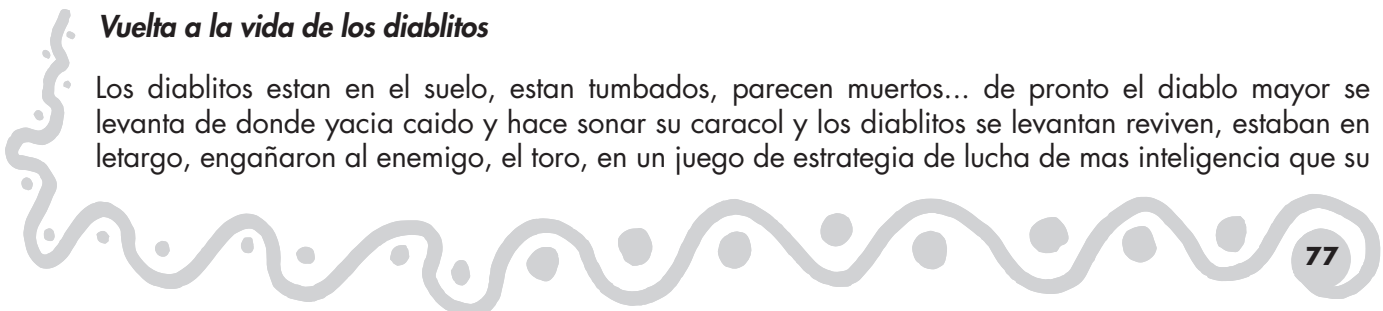 Vuelta a la vida de los diablitos
Los diablitos estan en el suelo, estan tumbados, parecen muertos... de pronto el diablo mayor se
levanta de donde yacia caido y hace sonar su caracol y los diablitos se levantan reviven, estaban en
letargo, engañaron al enemigo, el toro, en un juego de estrategia de lucha de mas inteligencia que su
77